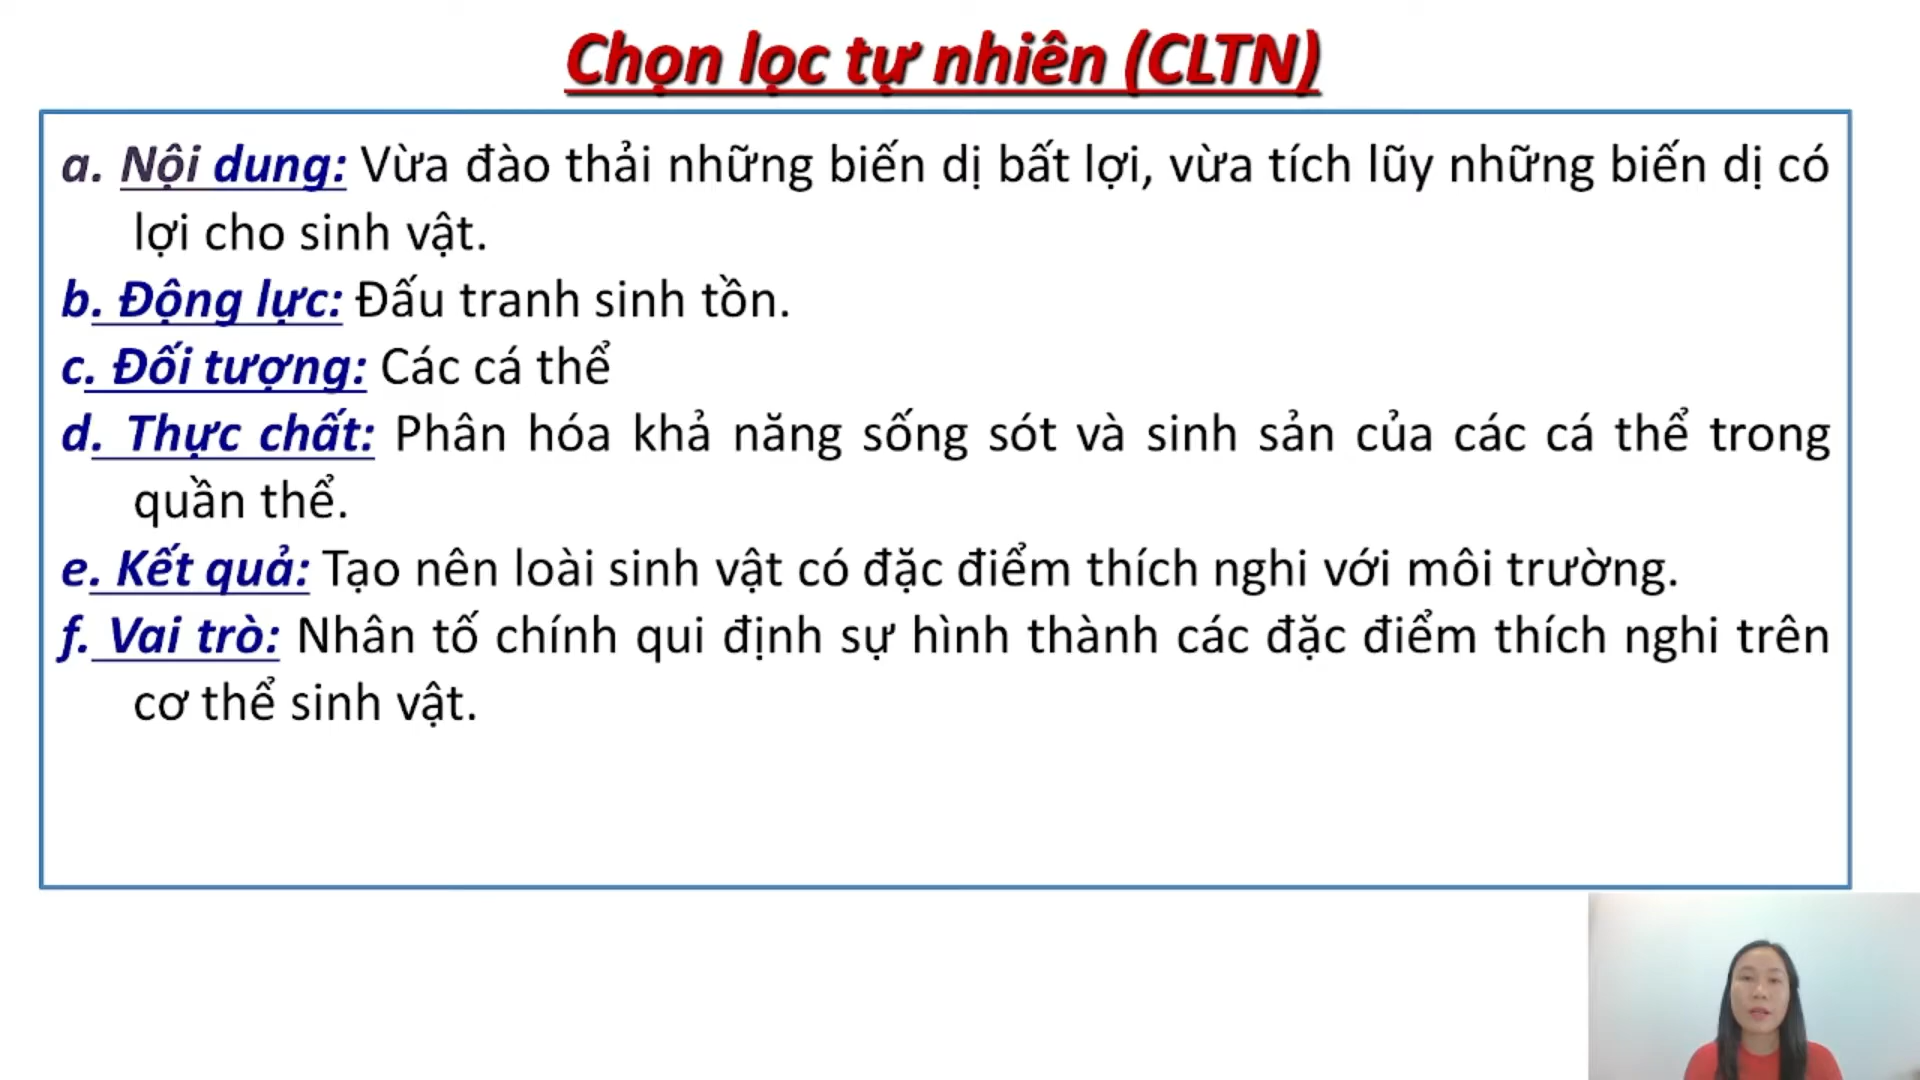 Chọn lọc tự nhiên (CLTN)
a. Nội dung: Vừa đào thải những biến dị bất lợi, vừa tích lũy những biến dị có
lợi cho sinh vật.
b. Động lực: Đấu tranh sinh tồn.
c. Đối tượng: Các cá thể
d. Thực chất: Phân hóa khả năng sống sót và sinh sản của các cá thể trong
quần thể.
e. Kết quả: Tạo nên loài sinh vật có đặc điểm thích nghi với môi trường.
f. Vai trò: Nhân tố chính qui định sự hình thành các đặc điểm thích nghi trên
cơ thể sinh vật.